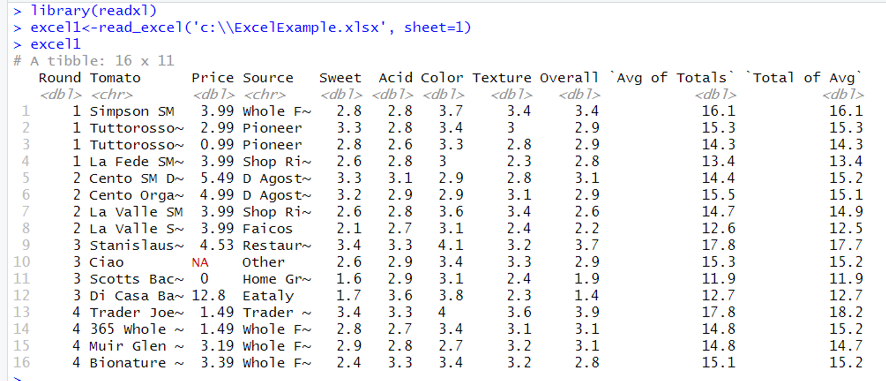 > library(readxl)
> excel1<-read_excel('c:\\ExcelExample.xlsx', sheet=1)
> excel1
# A tibble: 16 x 11
   Round Tomato      Price Source   Sweet  Acid Color Texture Overall `Avg of Totals` `Total of Avg`
   <dbl> <chr>       <dbl> <chr>    <dbl> <dbl> <dbl>   <dbl>   <dbl>           <dbl>          <dbl>
 1     1 Simpson SM   3.99 Whole F~   2.8   2.8   3.7     3.4     3.4            16.1           16.1
 2     1 Tuttorosso~  2.99 Pioneer    3.3   2.8   3.4     3       2.9            15.3           15.3
 3     1 Tuttorosso~  0.99 Pioneer    2.8   2.6   3.3     2.8     2.9            14.3           14.3
 4     1 La Fede SM~  3.99 Shop Ri~   2.6   2.8   3       2.3     2.8            13.4           13.4
 5     2 Cento SM D~  5.49 D Agost~   3.3   3.1   2.9     2.8     3.1            14.4           15.2
 6     2 Cento Orga~  4.99 D Agost~   3.2   2.9   2.9     3.1     2.9            15.5           15.1
 7     2 La Valle SM  3.99 Shop Ri~   2.6   2.8   3.6     3.4     2.6            14.7           14.9
 8     2 La Valle S~  3.99 Faicos     2.1   2.7   3.1     2.4     2.2            12.6           12.5
 9     3 Stanislaus~  4.53 Restaur~   3.4   3.3   4.1     3.2     3.7            17.8           17.7
10     3 Ciao        NA    Other      2.6   2.9   3.4     3.3     2.9            15.3           15.2
11     3 Scotts Bac~  0    Home Gr~   1.6   2.9   3.1     2.4     1.9            11.9           11.9
12     3 Di Casa Ba~ 12.8  Eataly     1.7   3.6   3.8     2.3     1.4            12.7           12.7
13     4 Trader Joe~  1.49 Trader ~   3.4   3.3   4       3.6     3.9            17.8           18.2
14     4 365 Whole ~  1.49 Whole F~   2.8   2.7   3.4     3.1     3.1            14.8           15.2
15     4 Muir Glen ~  3.19 Whole F~   2.9   2.8   2.7     3.2     3.1            14.8           14.7
16     4 Bionature ~  3.39 Whole F~   2.4   3.3   3.4     3.2     2.8            15.1           15.2
>